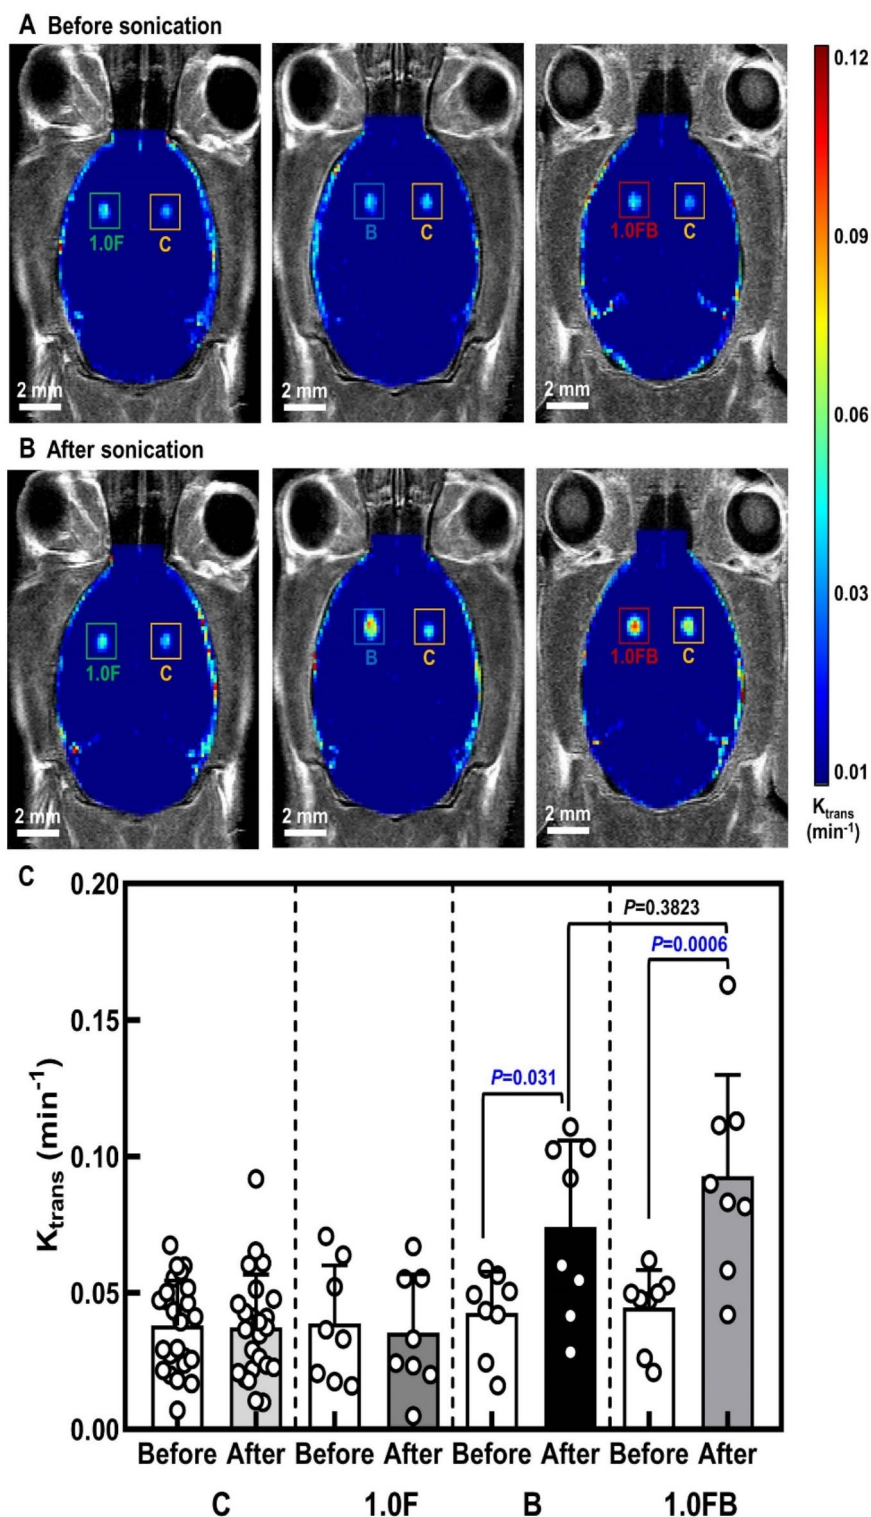 A Before sonication
1.0F
C
B
C
1.0FB
C
2 mm
2 mm
2 mm
0.12
0.09
0.06
0.03
0.01
Ktrans
(min-1)
B After sonication
1.0F
C
B
C
1.0FB
C
2 mm
2 mm
2 mm
C
Ktrans (min−1)
0.20
0.15
0.10
0.05
0.00
P=0.3823
P=0.0006
P=0.031
Before After Before After Before After Before After
C 1.0F B 1.0FB